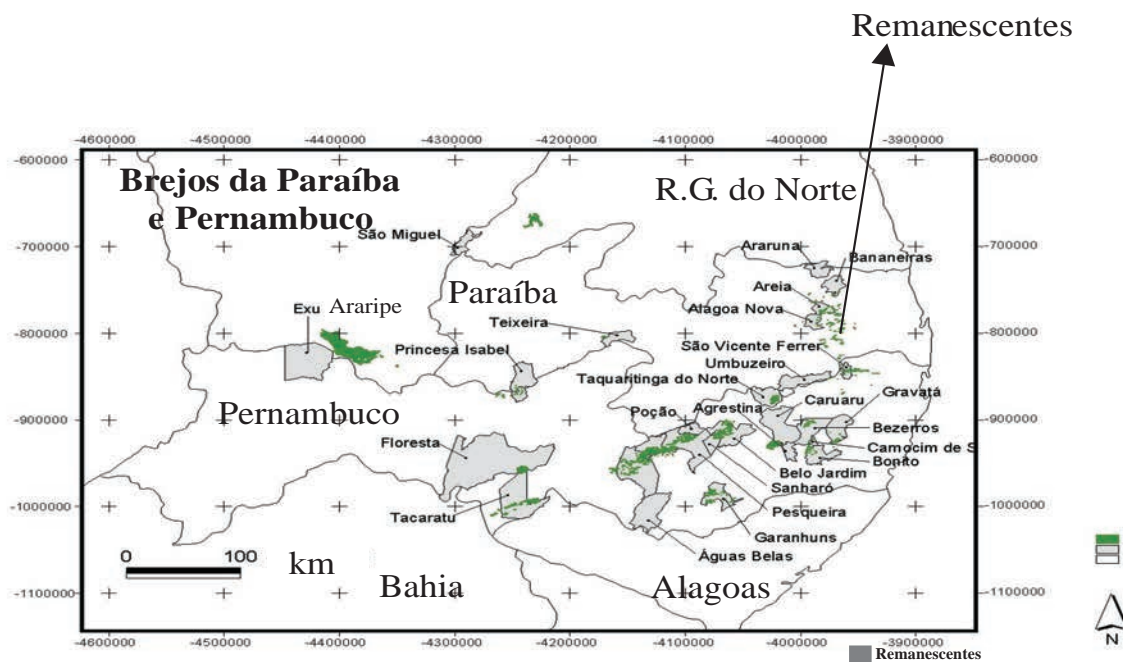 Remanescentes
-4600000 -4500000 -4400000 -4300000 -4200000 -4100000 -4000000 -3900000
-600000 -600000
Brejos da Paraíba
e Pernambuco
R.G. do Norte
São Miguel
-700000 -700000
Araruna
Bananeiras
Areia
Alagoa Nova
Paraíba
Exu
Araripe
Teixeira
-800000 -800000
Princesa Isabel
São Vicente Ferrer
Umbuzeiro
Taquaritinga do Norte
Gravatá
Pernambuco
Poção
Agrestina
Caruaru
-900000 -900000
Bezerros
Floresta
Camocim de S
Bonito
Belo Jardim
Sanharó
-1000000 -1000000
Tacaratu
Pesqueira
Garanhuns
0 100
km
Águas Belas
Bahia
Alagoas
-1100000 -1100000
N
-4600000 -4500000 -4400000 -4300000 -4200000 -4100000 -4000000 -3900000
Remanescentes